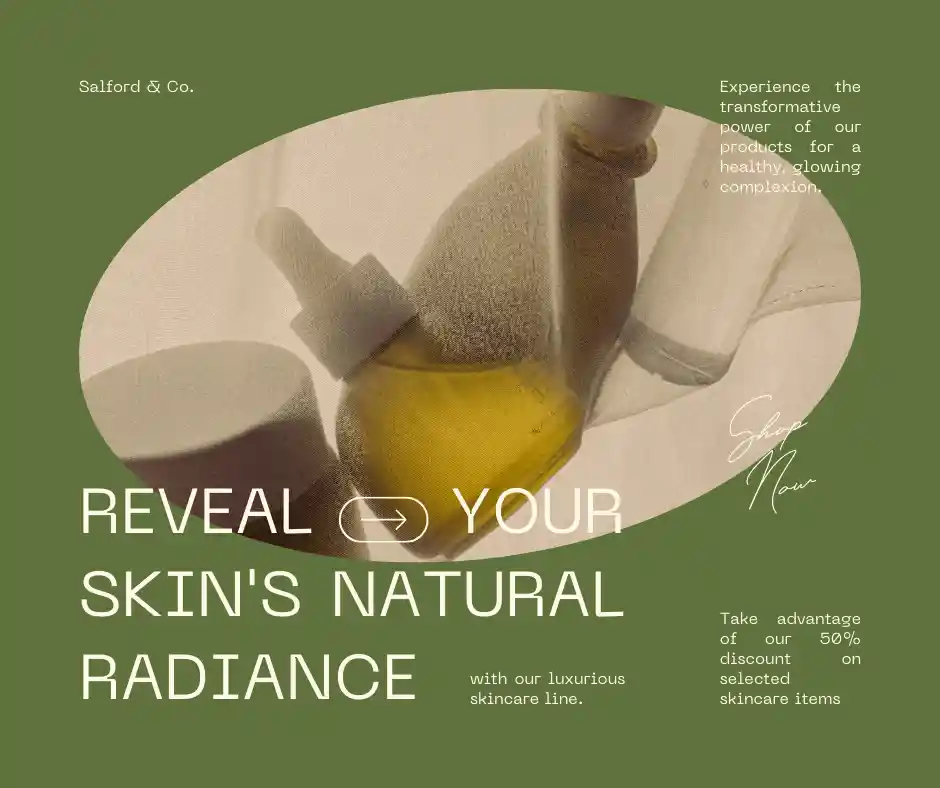 Salford & Co.
Experience the
transformative
power of our
products for a
healthy, glowing
complexion.
Shop
Now
REVEAL → YOUR
SKIN'S NATURAL
RADIANCE
with our luxurious
skincare line.
Take advantage
of our 50%
discount on
selected
skincare items